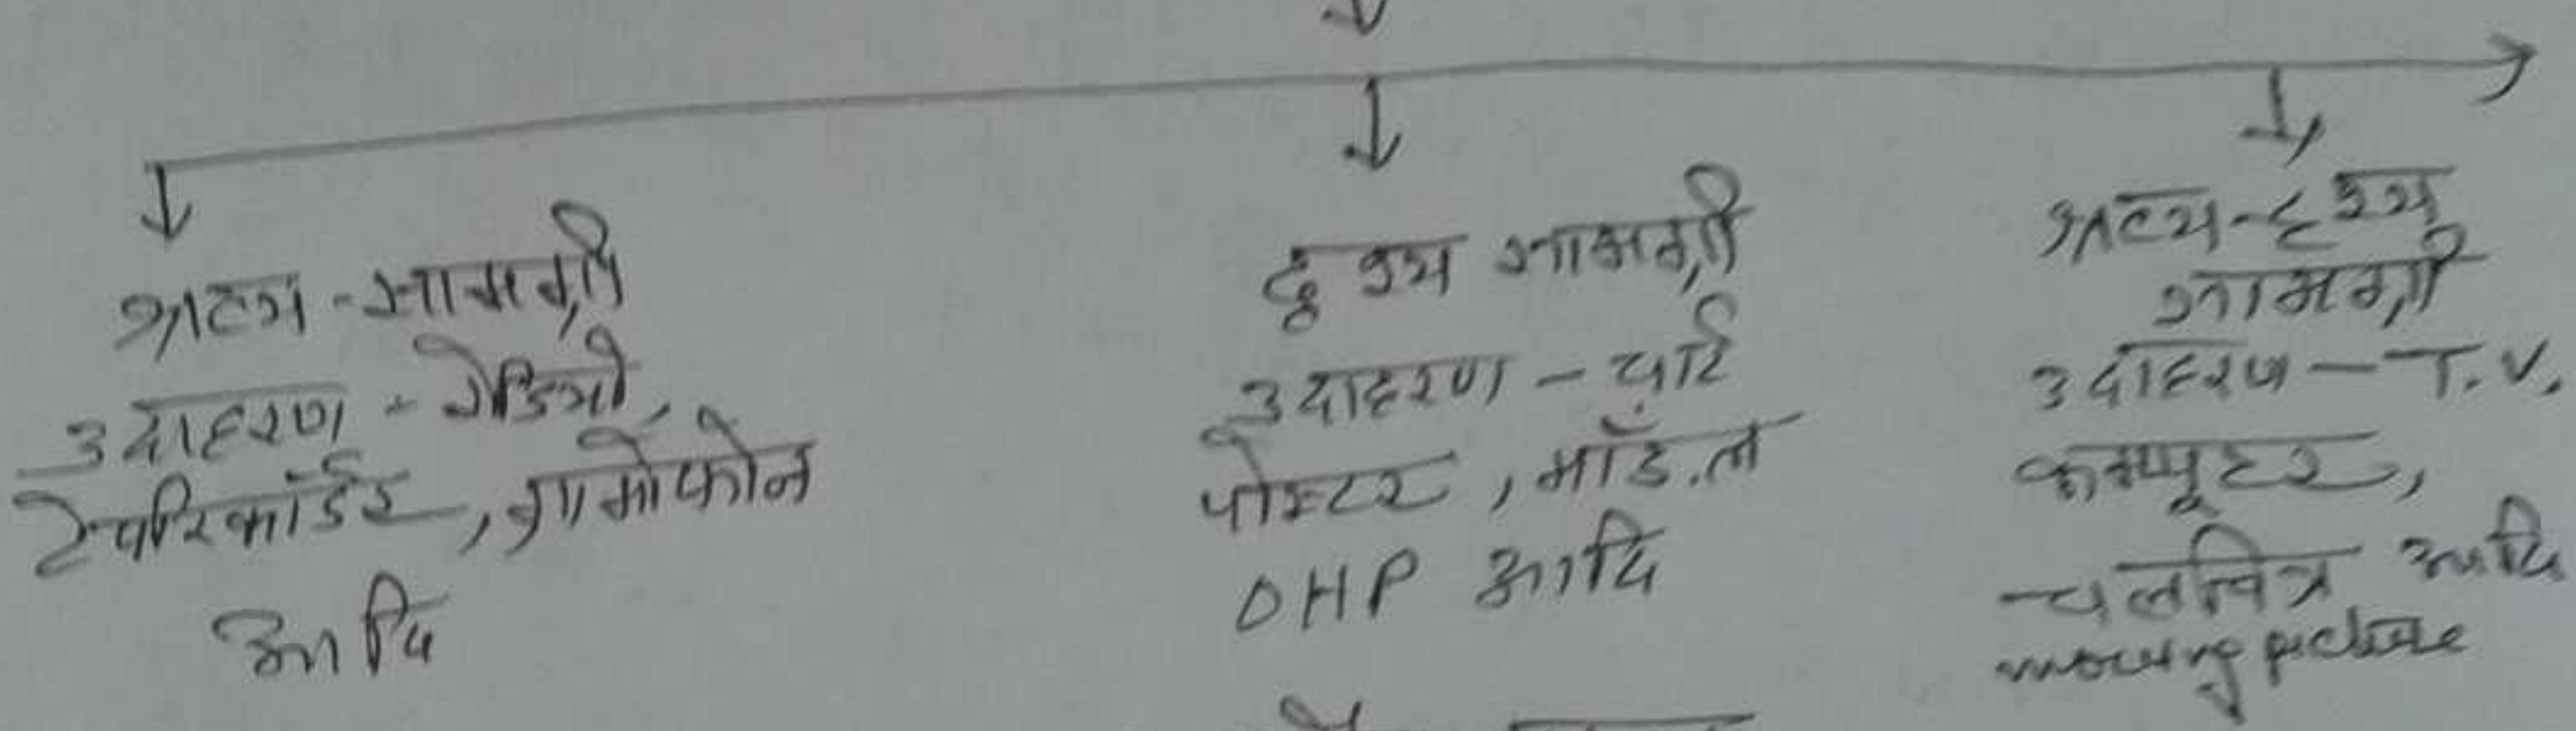 श्रव्य - सामग्री
उदाहरण - रेडियो,
टेपरिकॉर्डर, ग्रामोफोन
आदि
दृश्य सामग्री
उदाहरण - चार्ट
पोस्टर, मॉडल
OHP आदि
श्रव्य-दृश्य
सामग्री
उदाहरण - T.V.
कम्प्यूटर,
चलचित्र आदि
moving picture